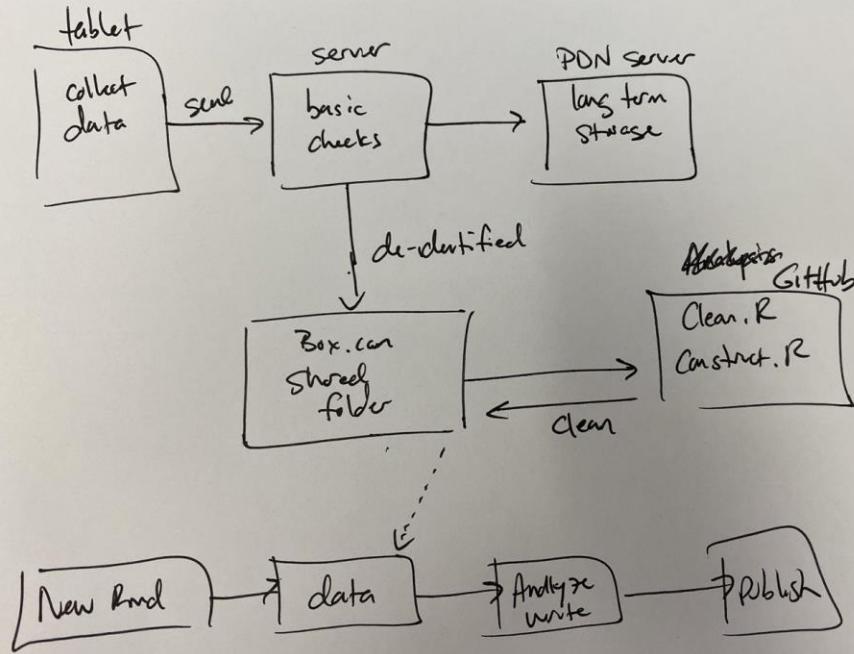 tablet
collect
data
send
server
basic
checks
PDN server
long term
storage
de-identified
GitHub
Clean.R
Construct.R
Box.com
shared
folder
clean
New Rmd
data
Analyze
write
publish